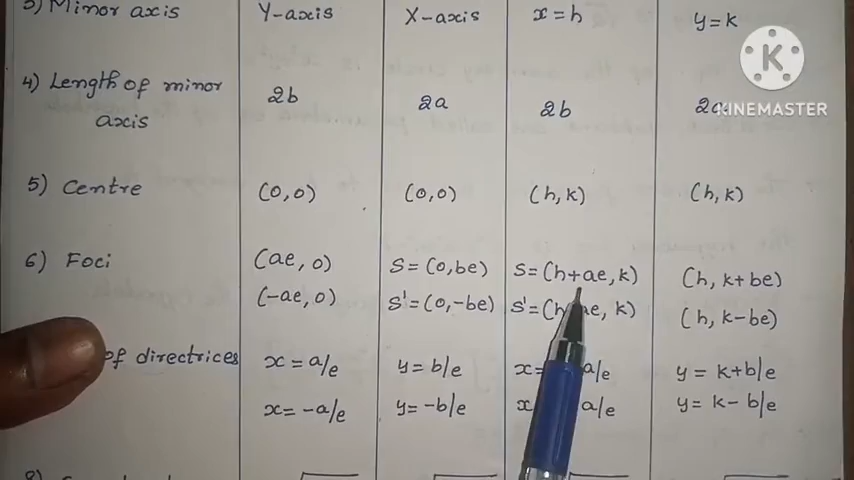 3) Minor axis Y-axis X-axis x=h y=k
4) Length of minor axis 2b 2a 2b
K
KINEMASTER
5) Centre (0,0) (0,0) (h,k) (h,k)
6) Foci (ae, 0) S=(0,be) S=(h+ae,k) (h, k+be)
(-ae, 0) S'=(0,-be) S'=(h ae, k) (h, k-be)
of directrices x=a/e y=b/e x= a/e y=k+b/e
x=-a/e y=-b/e x a/e y=k-b/e